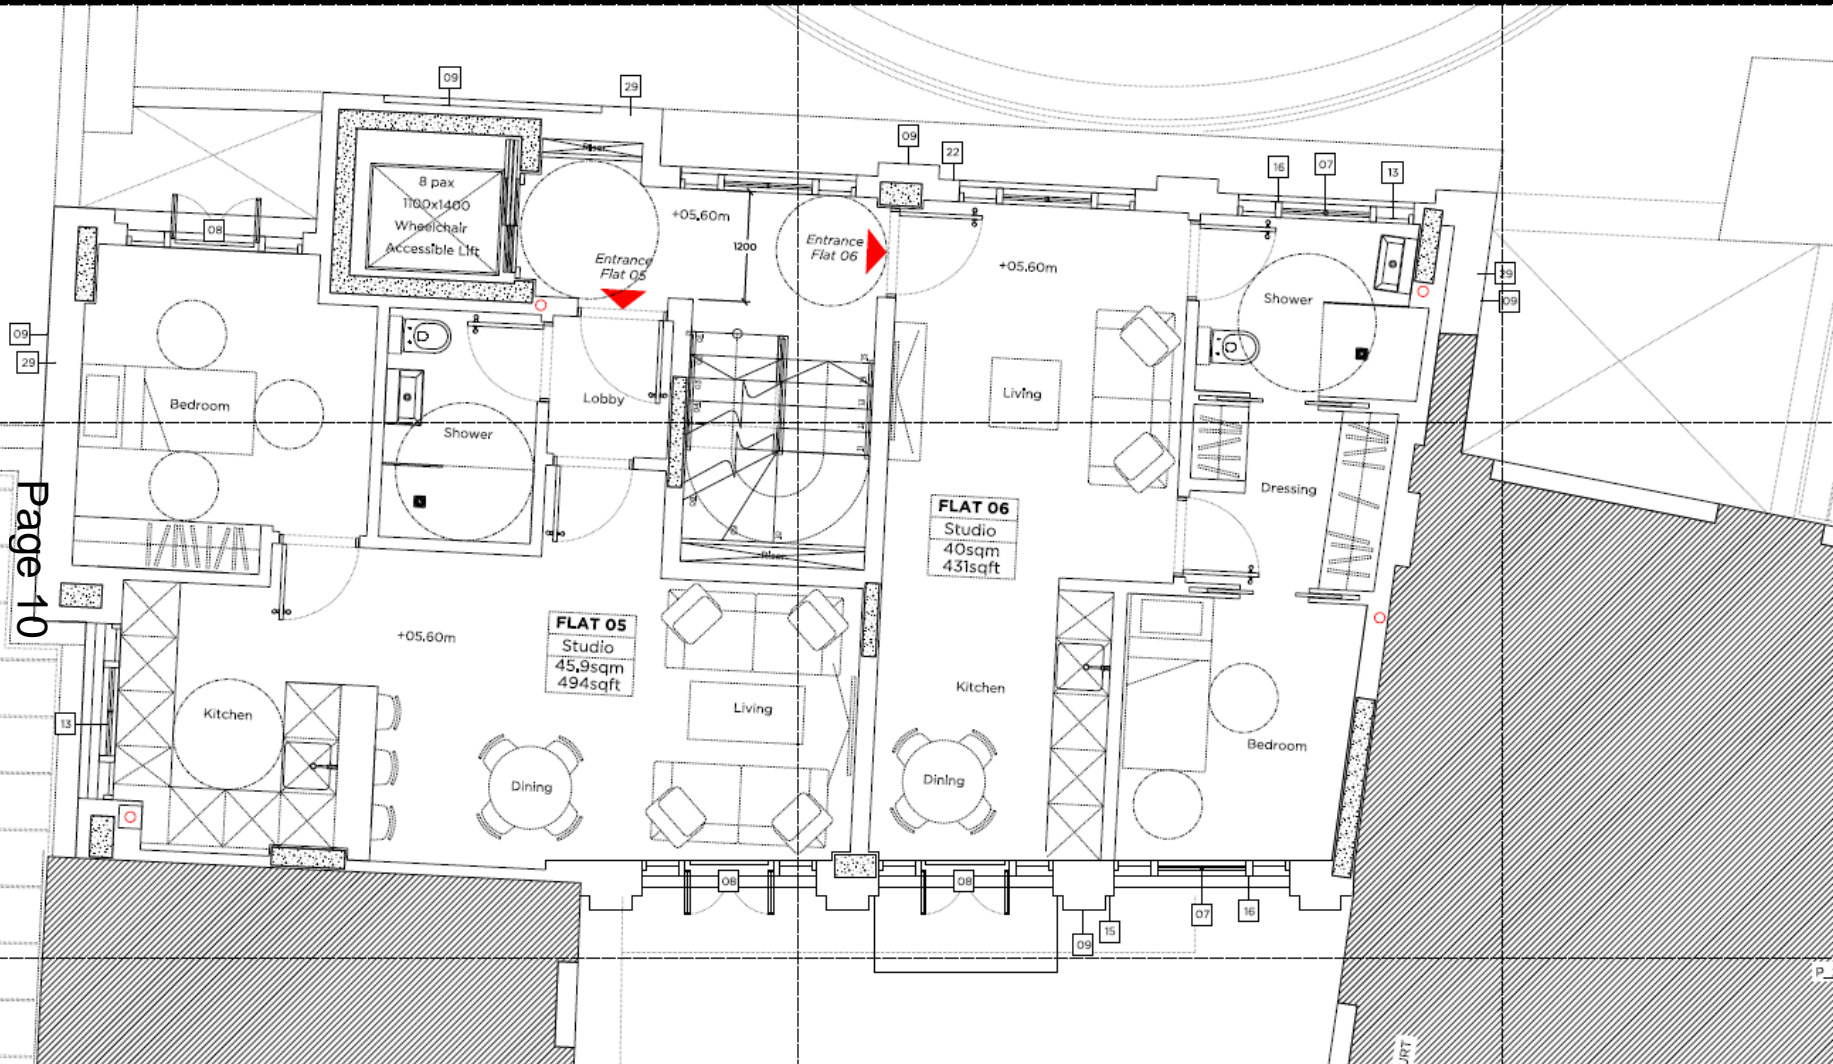 09
29
09
22
16
07
13
8 pax
1100x1400
Wheelchair
Accessible Lift
Riser
+05.60m
1200
Entrance
Flat 06
Entrance
Flat 05
+05.60m
Shower
29
09
08
09
29
Bedroom
Lobby
Shower
Living
Dressing
Page 10
FLAT 06
Studio
40sqm
431sqft
Riser
+05.60m
FLAT 05
Studio
45.9sqm
494sqft
Kitchen
Living
Kitchen
Bedroom
13
Dining
Dining
08
08
07
16
15
09
P_
URT